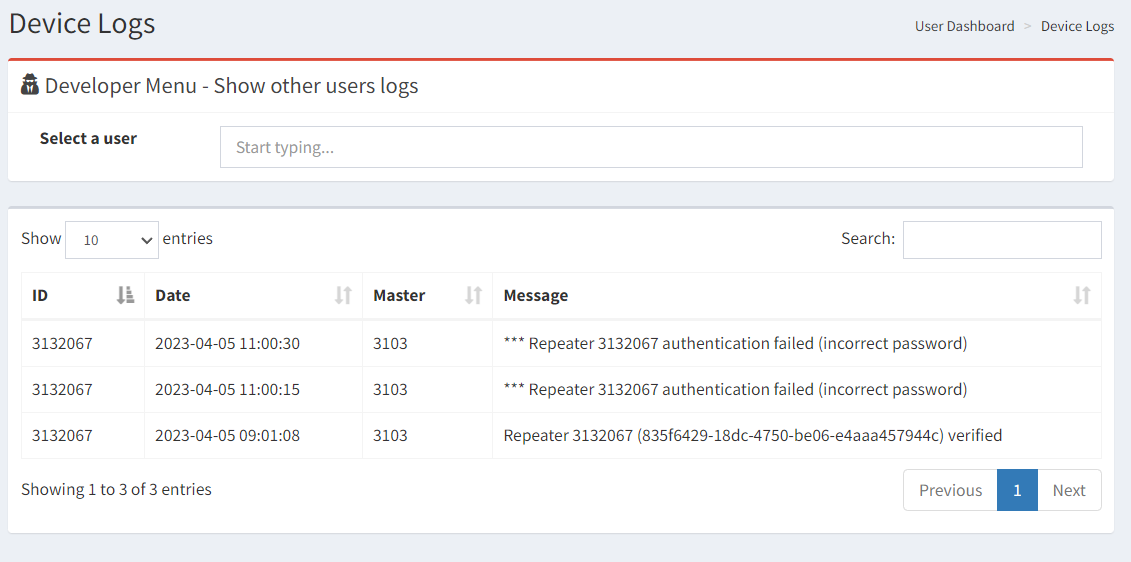 Device Logs
User Dashboard > Device Logs
Developer Menu - Show other users logs
Select a user
Start typing...
Show 10 entries
Search:
ID Date Master Message
3132067 2023-04-05 11:00:30 3103 *** Repeater 3132067 authentication failed (incorrect password)
3132067 2023-04-05 11:00:15 3103 *** Repeater 3132067 authentication failed (incorrect password)
3132067 2023-04-05 09:01:08 3103 Repeater 3132067 (835f6429-18dc-4750-be06-e4aaa457944c) verified
Showing 1 to 3 of 3 entries
Previous 1 Next